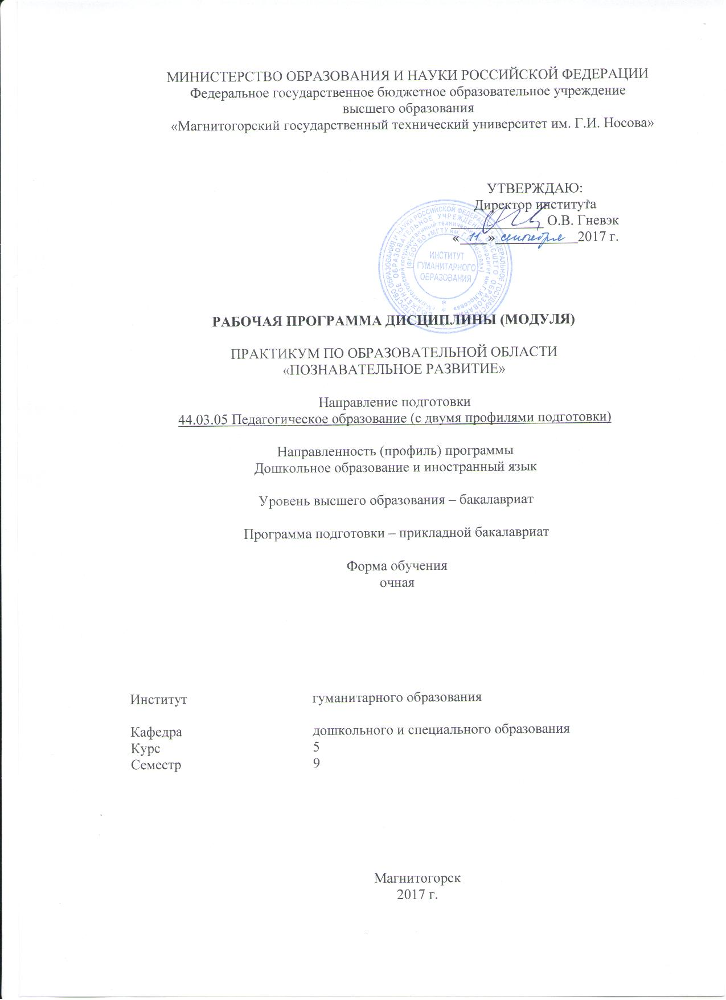 МИНИСТЕРСТВО ОБРАЗОВАНИЯ И НАУКИ РОССИЙСКОЙ ФЕДЕРАЦИИ
Федеральное государственное бюджетное образовательное учреждение
высшего образования
«Магнитогорский государственный технический университет им. Г.И. Носова»
УТВЕРЖДАЮ:
Директор института
О.В. Гневэк
«11» сентября 2017 г.
ИНСТИТУТ
ГУМАНИТАРНОГО
ОБРАЗОВАНИЯ
РАБОЧАЯ ПРОГРАММА ДИСЦИПЛИНЫ (МОДУЛЯ)
ПРАКТИКУМ ПО ОБРАЗОВАТЕЛЬНОЙ ОБЛАСТИ
«ПОЗНАВАТЕЛЬНОЕ РАЗВИТИЕ»
Направление подготовки
44.03.05 Педагогическое образование (с двумя профилями подготовки)
Направленность (профиль) программы
Дошкольное образование и иностранный язык
Уровень высшего образования – бакалавриат
Программа подготовки – прикладной бакалавриат
Форма обучения
очная
Институт гуманитарного образования
Кафедра дошкольного и специального образования
Курс 5
Семестр 9
Магнитогорск
2017 г.